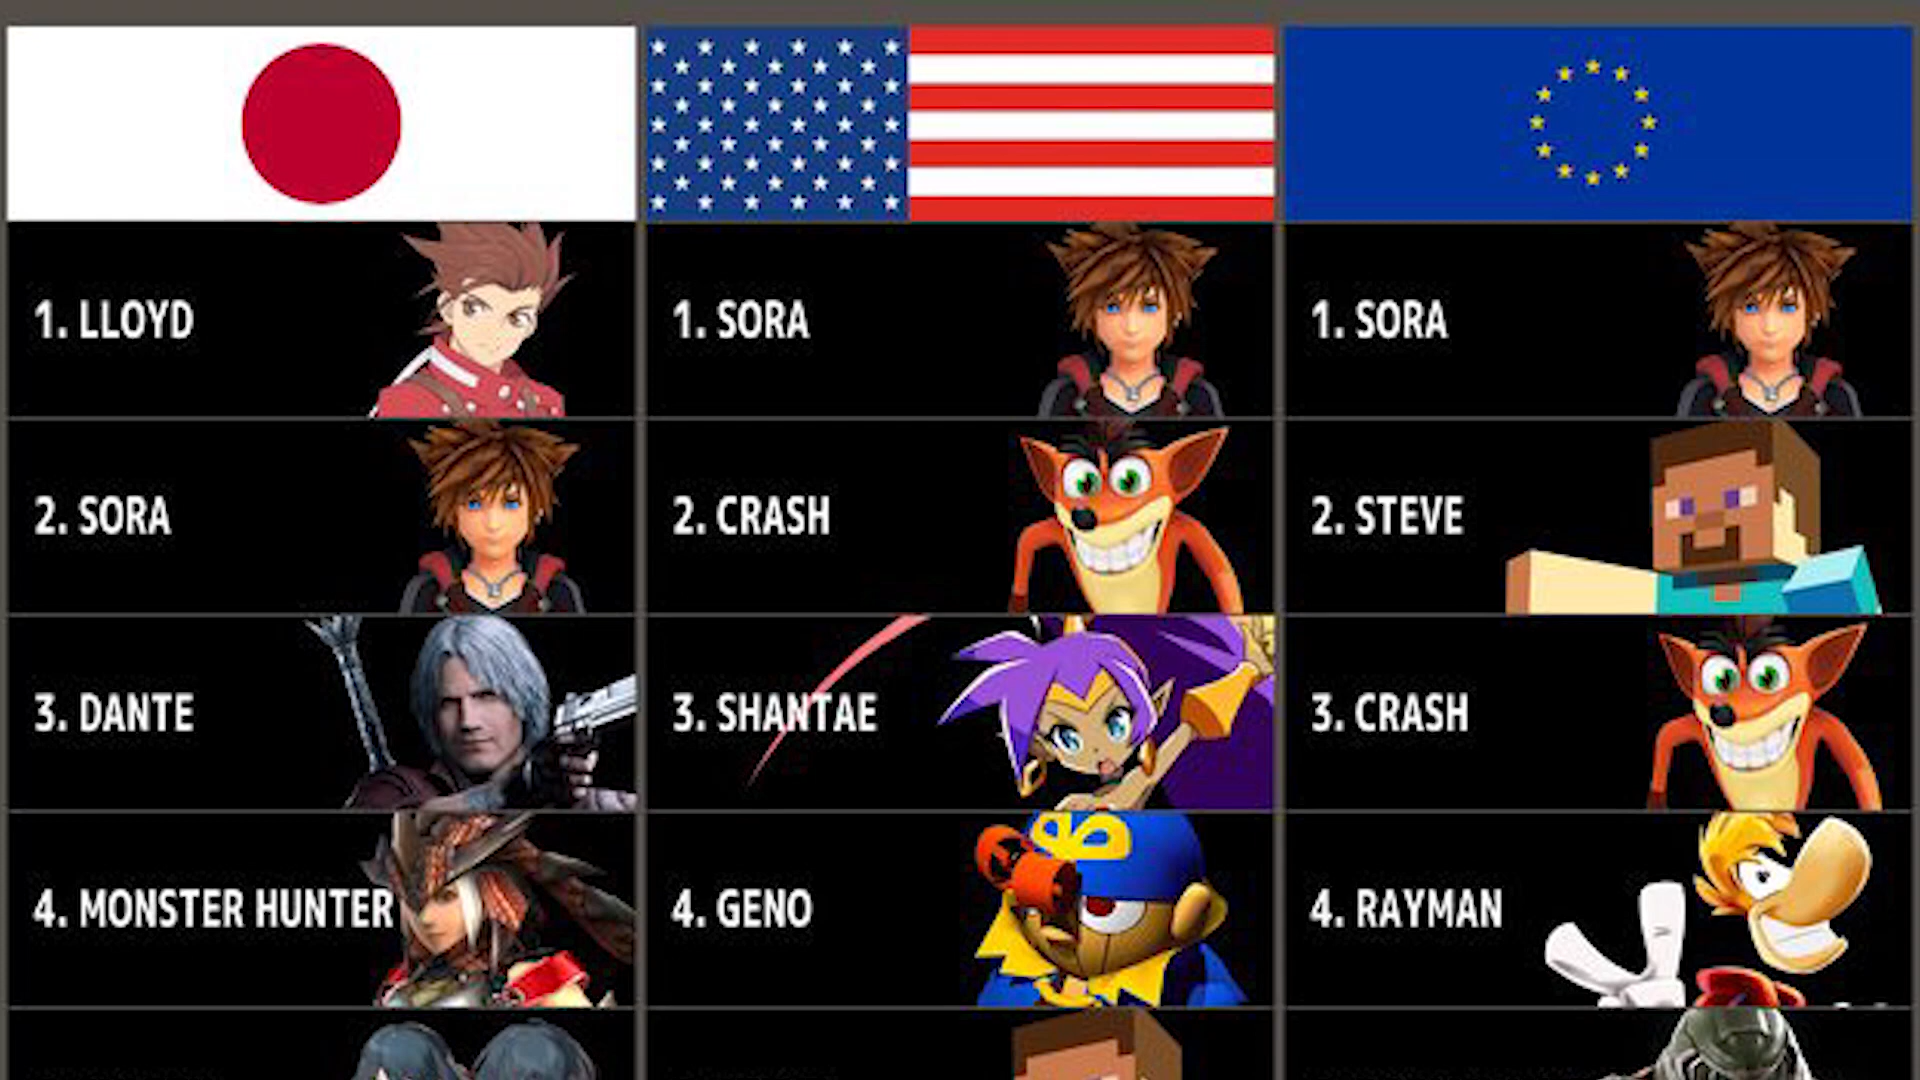 1. LLOYD
1. SORA
1. SORA
2. SORA
2. CRASH
2. STEVE
3. DANTE
3. SHANTAE
3. CRASH
4. MONSTER HUNTER
4. GENO
4. RAYMAN